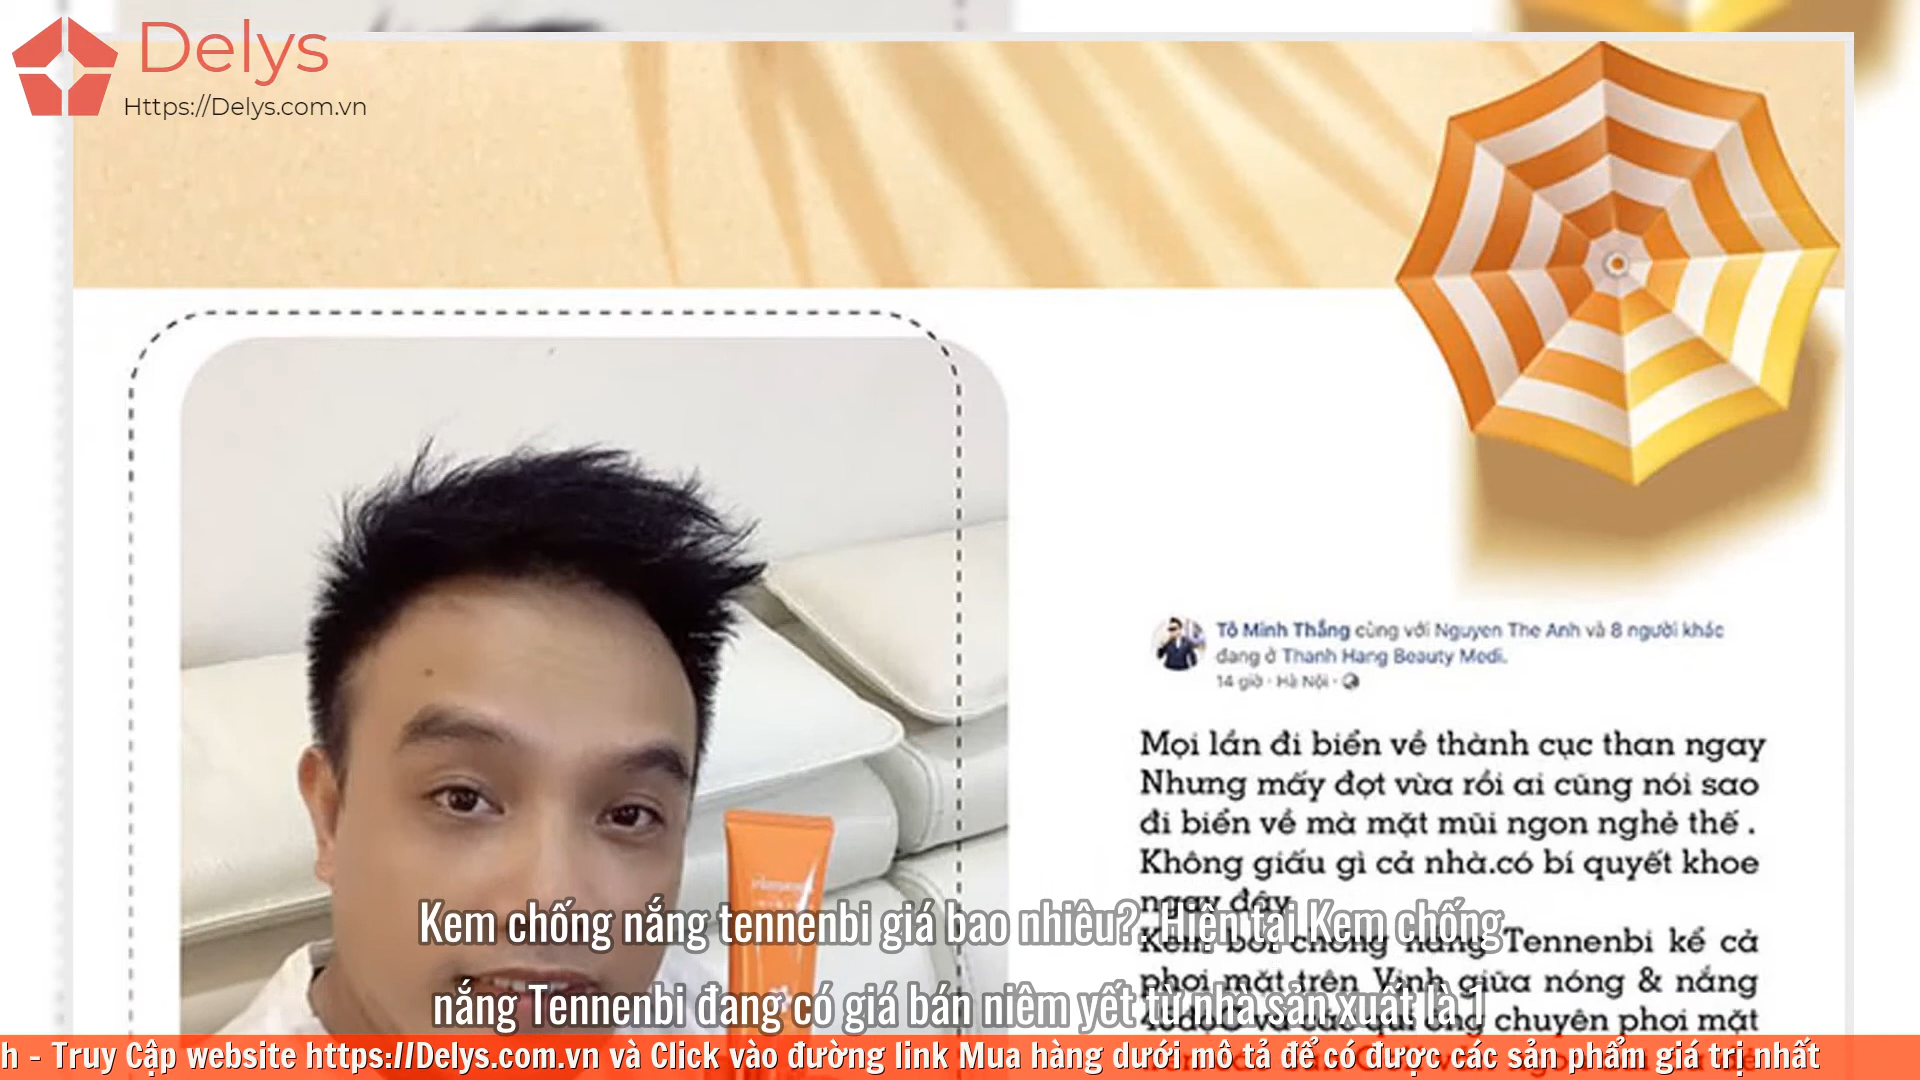 Delys
Https://Delys.com.vn
Tô Minh Thắng cùng với Nguyen The Anh và 8 người khác
đang ở Thanh Hang Beauty Medi.
14 giờ · Hà Nội ·
Mọi lần đi biển về thành cục than ngay
Nhưng mấy đợt vừa rồi ai cũng nói sao
đi biển về mà mặt mũi ngon nghẻ thế .
Không giấu gì cả nhà.có bí quyết khoe
ngay đây
Kem bôi chống nắng Tennenbi kể cả
phơi mặt trên Vịnh giữa nóng & nắng
chuyên phơi mặt
Kem chống nắng tennenbi giá bao nhiêu?. Hiện tại Kem chống
nắng Tennenbi đang có giá bán niêm yết từ nhà sản xuất là 1
h - Truy Cập website https://Delys.com.vn và Click vào đường link Mua hàng dưới mô tả để có được các sản phẩm giá trị nhất